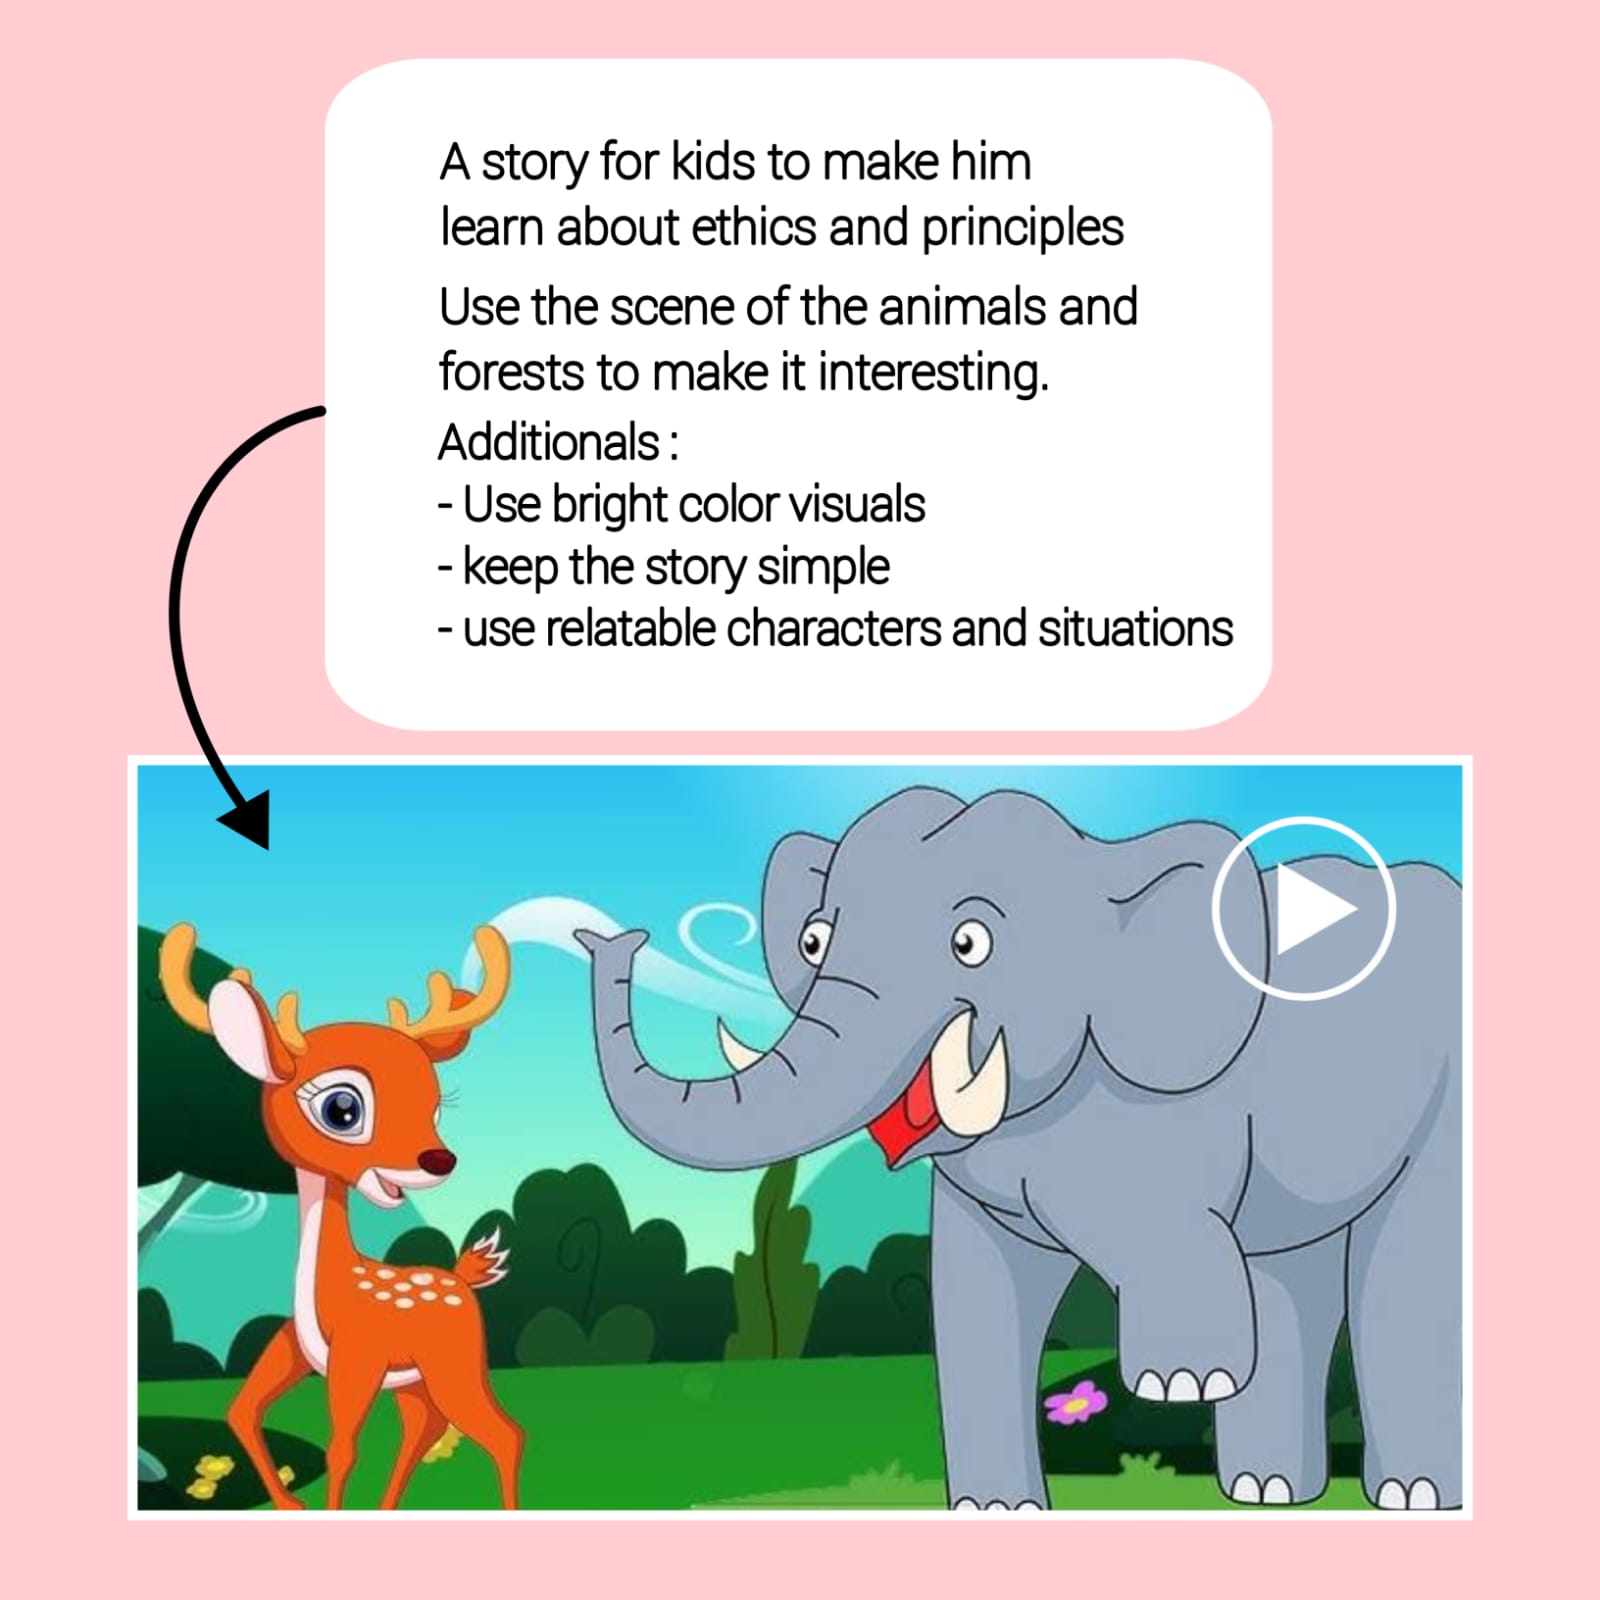 A story for kids to make him
learn about ethics and principles
Use the scene of the animals and
forests to make it interesting.
Additionals :
- Use bright color visuals
- keep the story simple
- use relatable characters and situations